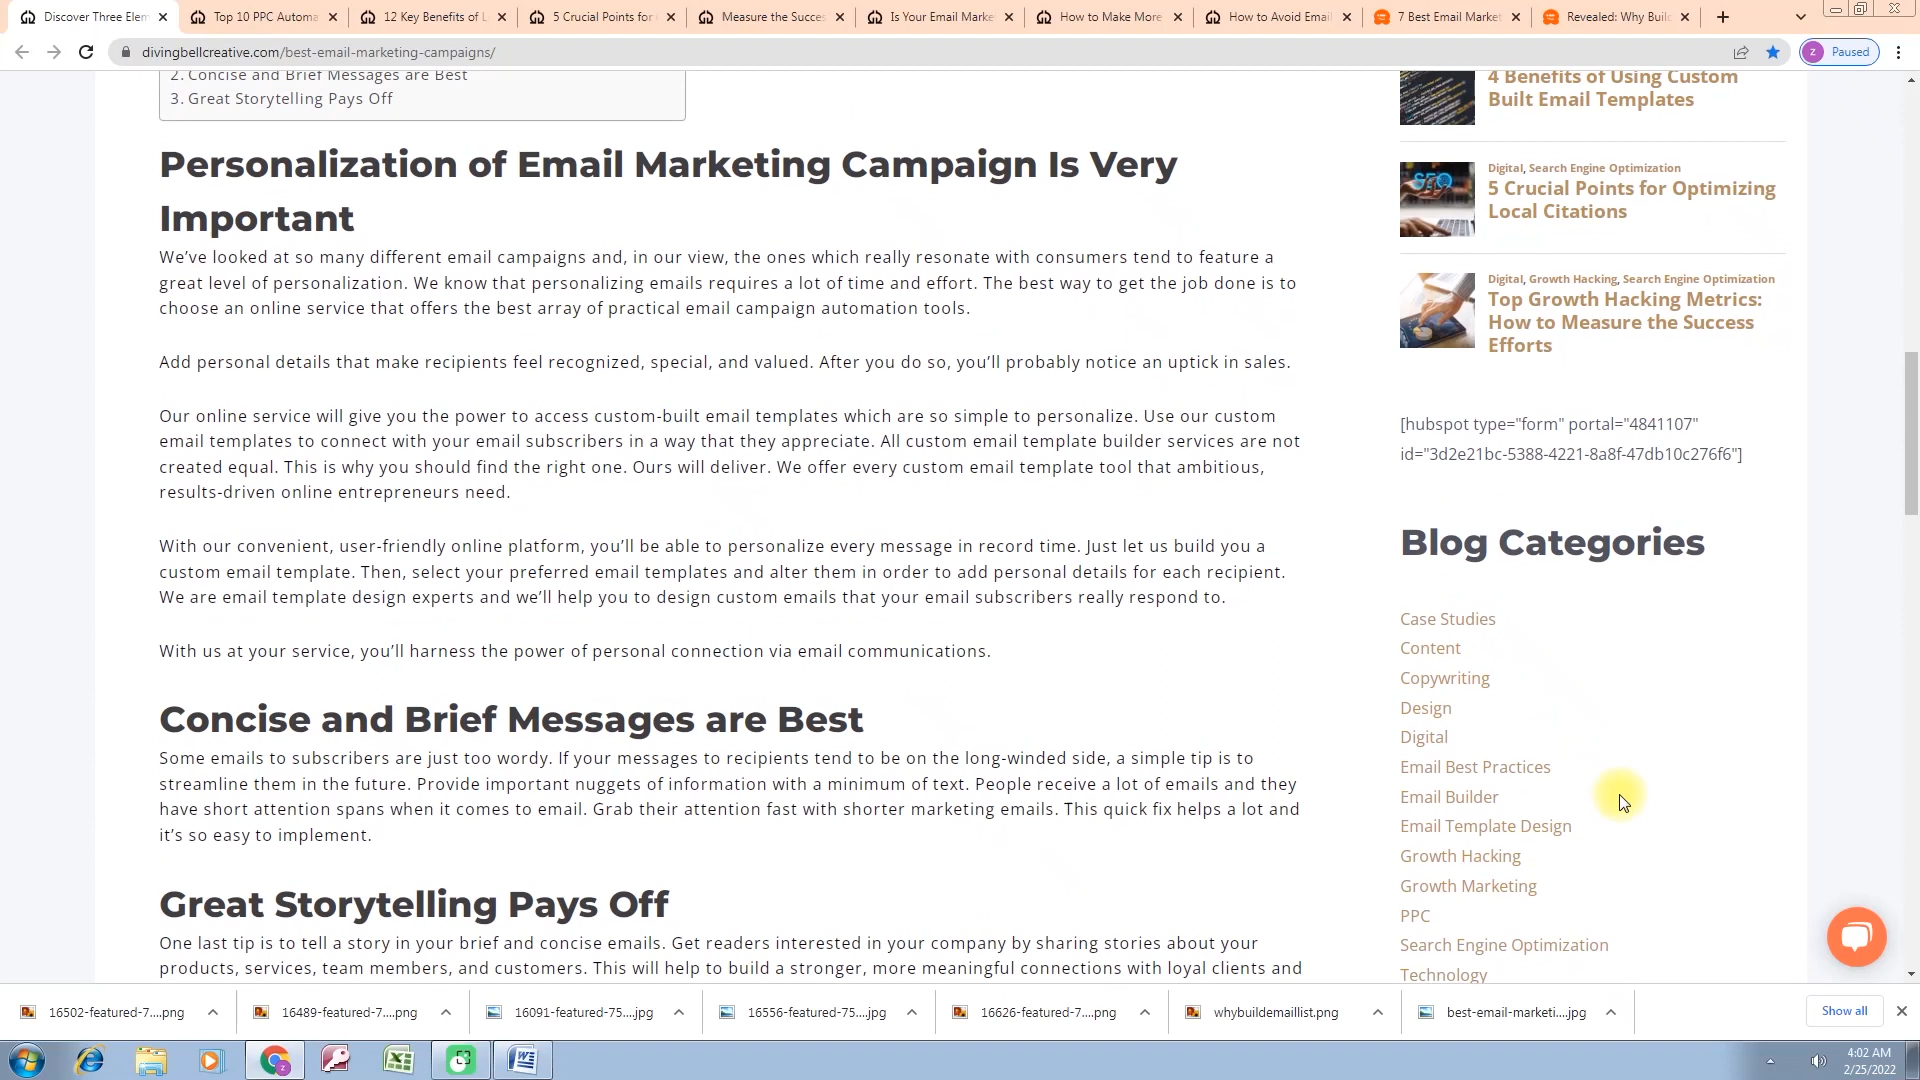 Discover Three Elem
Top 10 PPC Automa
12 Key Benefits of L
5 Crucial Points for
Measure the Succes
Is Your Email Marke
How to Make More
How to Avoid Email
7 Best Email Market
Revealed: Why Buil
divingbellcreative.com/best-email-marketing-campaigns/
Z Paused
2. Concise and Brief Messages are Best
3. Great Storytelling Pays Off
Personalization of Email Marketing Campaign Is Very
Important
We’ve looked at so many different email campaigns and, in our view, the ones which really resonate with consumers tend to feature a
great level of personalization. We know that personalizing emails requires a lot of time and effort. The best way to get the job done is to
choose an online service that offers the best array of practical email campaign automation tools.
Add personal details that make recipients feel recognized, special, and valued. After you do so, you’ll probably notice an uptick in sales.
Our online service will give you the power to access custom-built email templates which are so simple to personalize. Use our custom
email templates to connect with your email subscribers in a way that they appreciate. All custom email template builder services are not
created equal. This is why you should find the right one. Ours will deliver. We offer every custom email template tool that ambitious,
results-driven online entrepreneurs need.
With our convenient, user-friendly online platform, you’ll be able to personalize every message in record time. Just let us build you a
custom email template. Then, select your preferred email templates and alter them in order to add personal details for each recipient.
We are email template design experts and we’ll help you to design custom emails that your email subscribers really respond to.
With us at your service, you’ll harness the power of personal connection via email communications.
Concise and Brief Messages are Best
Some emails to subscribers are just too wordy. If your messages to recipients tend to be on the long-winded side, a simple tip is to
streamline them in the future. Provide important nuggets of information with a minimum of text. People receive a lot of emails and they
have short attention spans when it comes to email. Grab their attention fast with shorter marketing emails. This quick fix helps a lot and
it’s so easy to implement.
Great Storytelling Pays Off
One last tip is to tell a story in your brief and concise emails. Get readers interested in your company by sharing stories about your
products, services, team members, and customers. This will help to build a stronger, more meaningful connections with loyal clients and
4 Benefits of Using Custom
Built Email Templates
Digital, Search Engine Optimization
5 Crucial Points for Optimizing
Local Citations
SEO
Digital, Growth Hacking, Search Engine Optimization
Top Growth Hacking Metrics:
How to Measure the Success
Efforts
[hubspot type="form" portal="4841107"
id="3d2e21bc-5388-4221-8a8f-47db10c276f6"]
Blog Categories
Case Studies
Content
Copywriting
Design
Digital
Email Best Practices
Email Builder
Email Template Design
Growth Hacking
Growth Marketing
PPC
Search Engine Optimization
Technology
16502-featured-7....png
16489-featured-7....png
16091-featured-75....jpg
16556-featured-75....jpg
16626-featured-7....png
whybuildemaillist.png
best-email-marketi....jpg
Show all
4:02 AM
2/25/2022